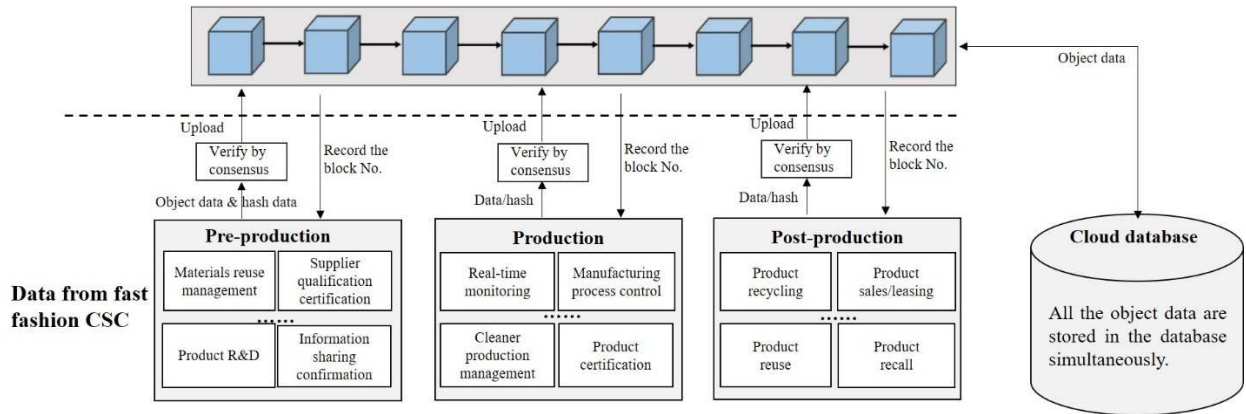 Object data
Upload
Verify by
consensus
Record the
block No.
Object data & hash data
Upload
Verify by
consensus
Record the
block No.
Data/hash
Upload
Verify by
consensus
Record the
block No.
Data/hash
Data from fast
fashion CSC
Pre-production
Materials reuse
management
Supplier
qualification
certification
......
Product R&D
Information
sharing
confirmation
Production
Real-time
monitoring
Manufacturing
process control
......
Cleaner
production
management
Product
certification
Post-production
Product
recycling
Product
sales/leasing
......
Product
reuse
Product
recall
Cloud database
All the object data are
stored in the database
simultaneously.